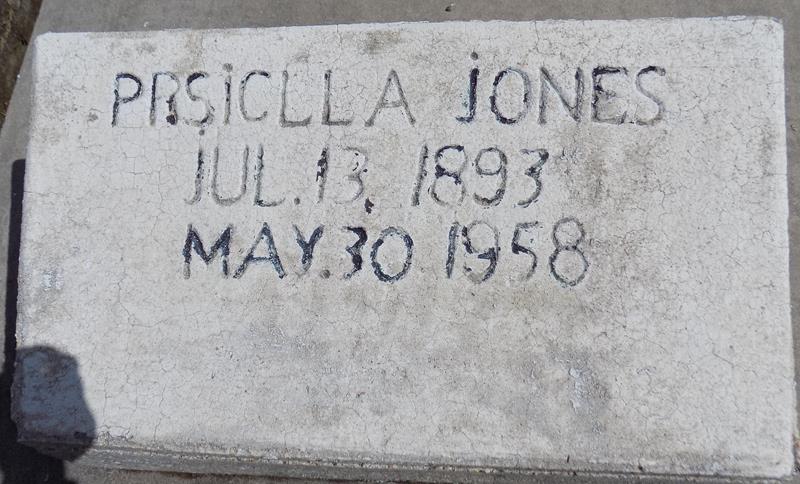 PRSiCLLA JONES
JUL. 13, 1893
MAY. 30 1958